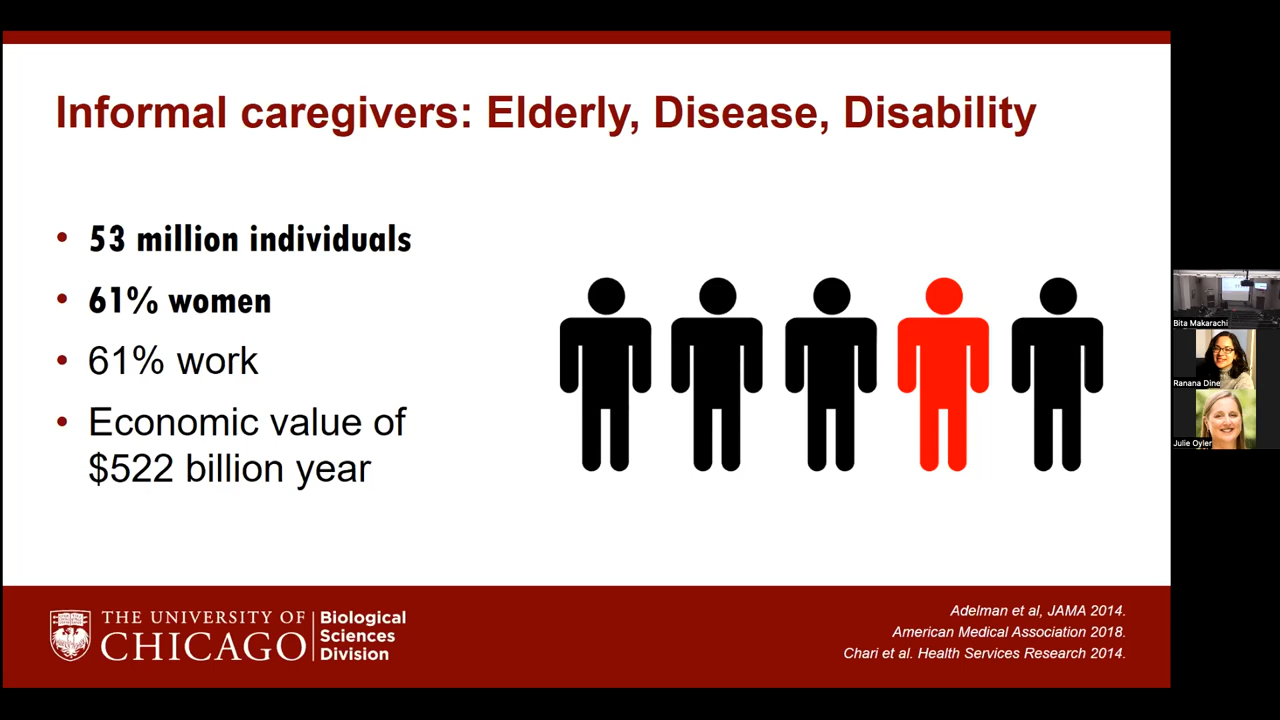 Informal caregivers: Elderly, Disease, Disability
• 53 million individuals
• 61% women
• 61% work
• Economic value of
$522 billion year
THE UNIVERSITY OF
CHICAGO
Biological
Sciences
Division
Adelman et al, JAMA 2014.
American Medical Association 2018.
Chari et al. Health Services Research 2014.
Bita Makarachi
Ranana Dine
Julie Oyler